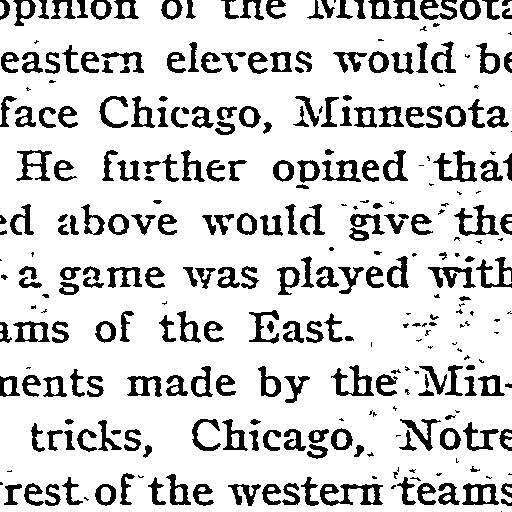 opinion of the Minnesota
eastern elevens would be
face Chicago, Minnesota,
He further opined that
ed above would give the
a game was played with
ams of the East.
ments made by the Min-
tricks, Chicago, Notre
rest of the western teams